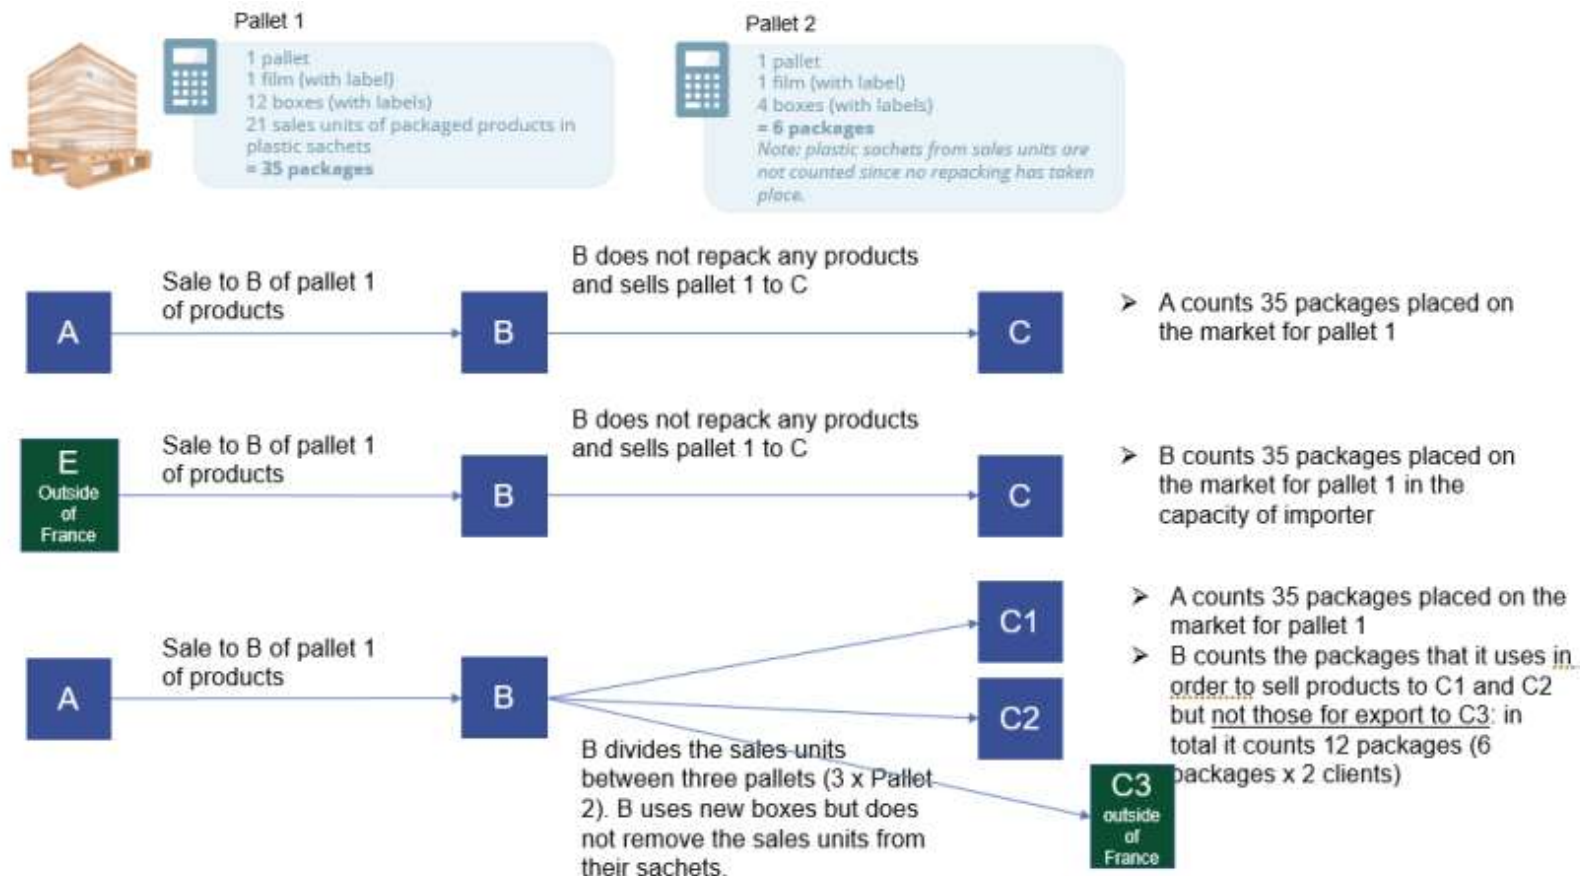 Pallet 1
1 pallet
1 film (with label)
12 boxes (with labels)
21 sales units of packaged products in
plastic sachets
= 35 packages
Pallet 2
1 pallet
1 film (with label)
4 boxes (with labels)
= 6 packages
Note: plastic sachets from sales units are
not counted since no repacking has taken
place.
A
Sale to B of pallet 1
of products
B
B does not repack any products
and sells pallet 1 to C
C
➢ A counts 35 packages placed on
the market for pallet 1
E
Outside
of
France
Sale to B of pallet 1
of products
B
B does not repack any products
and sells pallet 1 to C
C
➢ B counts 35 packages placed on
the market for pallet 1 in the
capacity of importer
A
Sale to B of pallet 1
of products
B
B divides the sales units
between three pallets (3 x Pallet
2). B uses new boxes but does
not remove the sales units from
their sachets.
C1
C2
C3
outside
of
France
➢ A counts 35 packages placed on the
market for pallet 1
➢ B counts the packages that it uses in
order to sell products to C1 and C2
but not those for export to C3: in
total it counts 12 packages (6
packages x 2 clients)